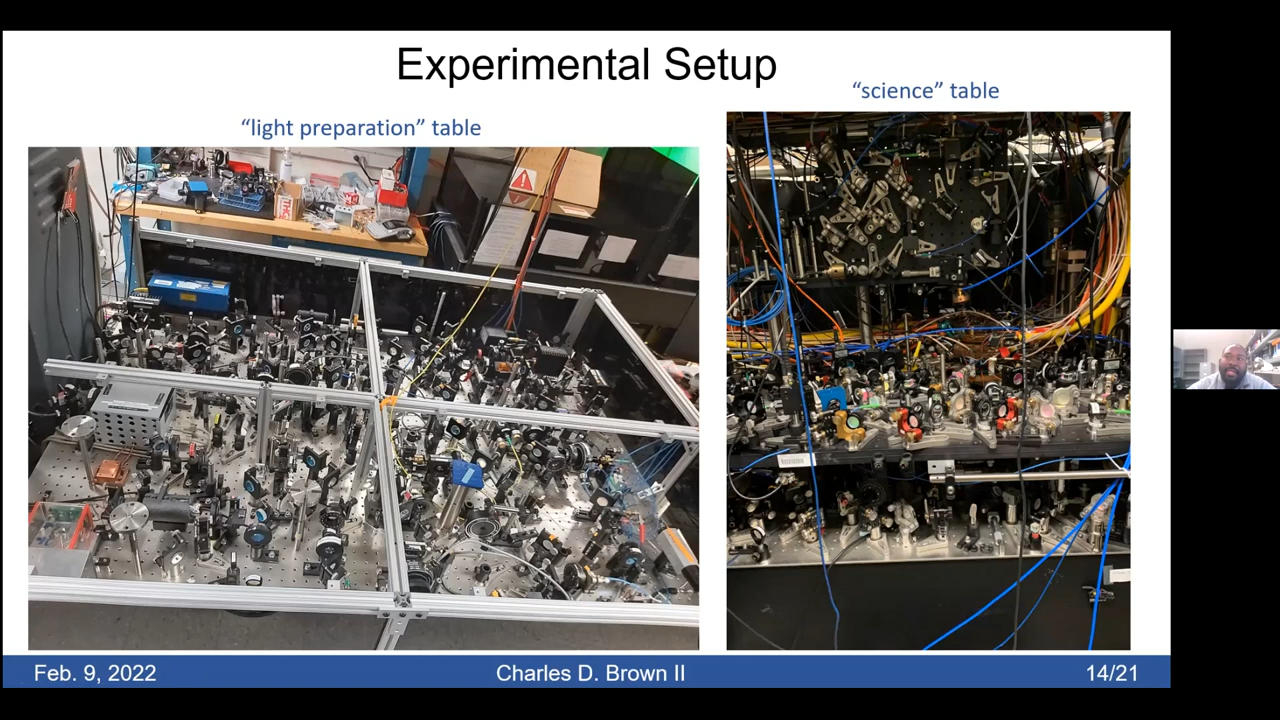 Experimental Setup
“science” table
“light preparation” table
Feb. 9, 2022
Charles D. Brown II
14/21